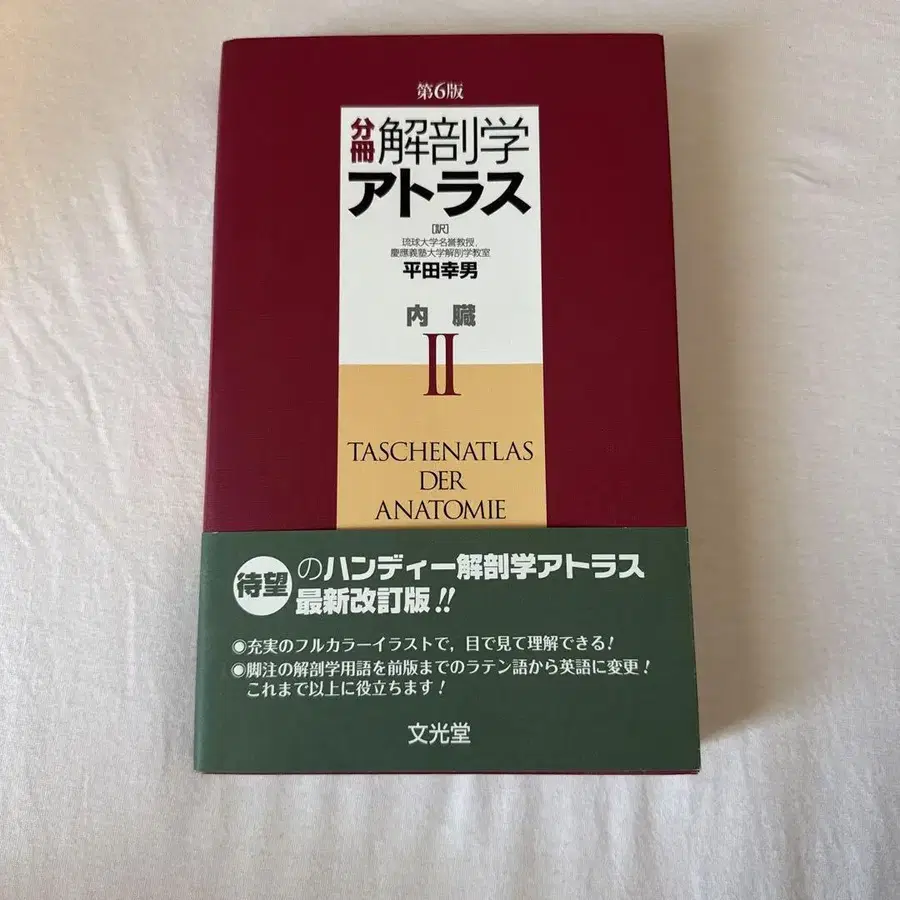 第6版
分冊 解剖学
アトラス
[訳]
琉球大学名誉教授,
慶應義塾大学解剖学教室
平田幸男
内臓
II
TASCHENATLAS
DER
ANATOMIE
待望のハンディー解剖学アトラス
最新改訂版!!
●充実のフルカラーイラストで,目で見て理解できる!
●脚注の解剖学用語を前版までのラテン語から英語に変更!
これまで以上に役立ちます!
文光堂